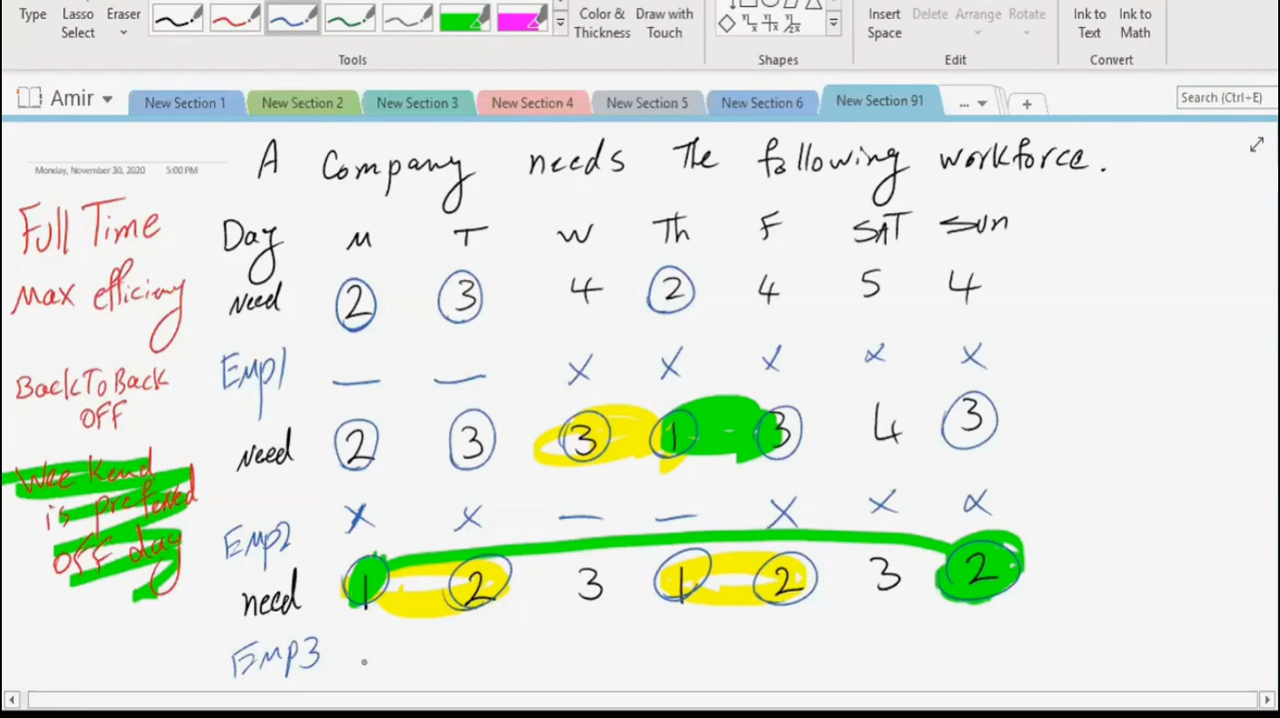 Type Lasso Select Eraser Color & Thickness Draw with Touch Insert Space Delete Arrange Rotate Ink to Text Ink to Math
Tools Shapes Edit Convert
Amir New Section 1 New Section 2 New Section 3 New Section 4 New Section 5 New Section 6 New Section 91 ... + Search (Ctrl+E)
A Company needs The following workforce.
Monday, November 30, 2020 5:00 PM
Full Time
Max efficiency
Back To Back
OFF
Weekend
is preferred
OFF day
Day M T W Th F SAT SUN
Need 2 3 4 2 4 5 4
Emp1 — — x x x x x
Need 2 3 3 1 3 4 3
Emp2 x x — — x x x
need 1 2 3 1 2 3 2
Emp3